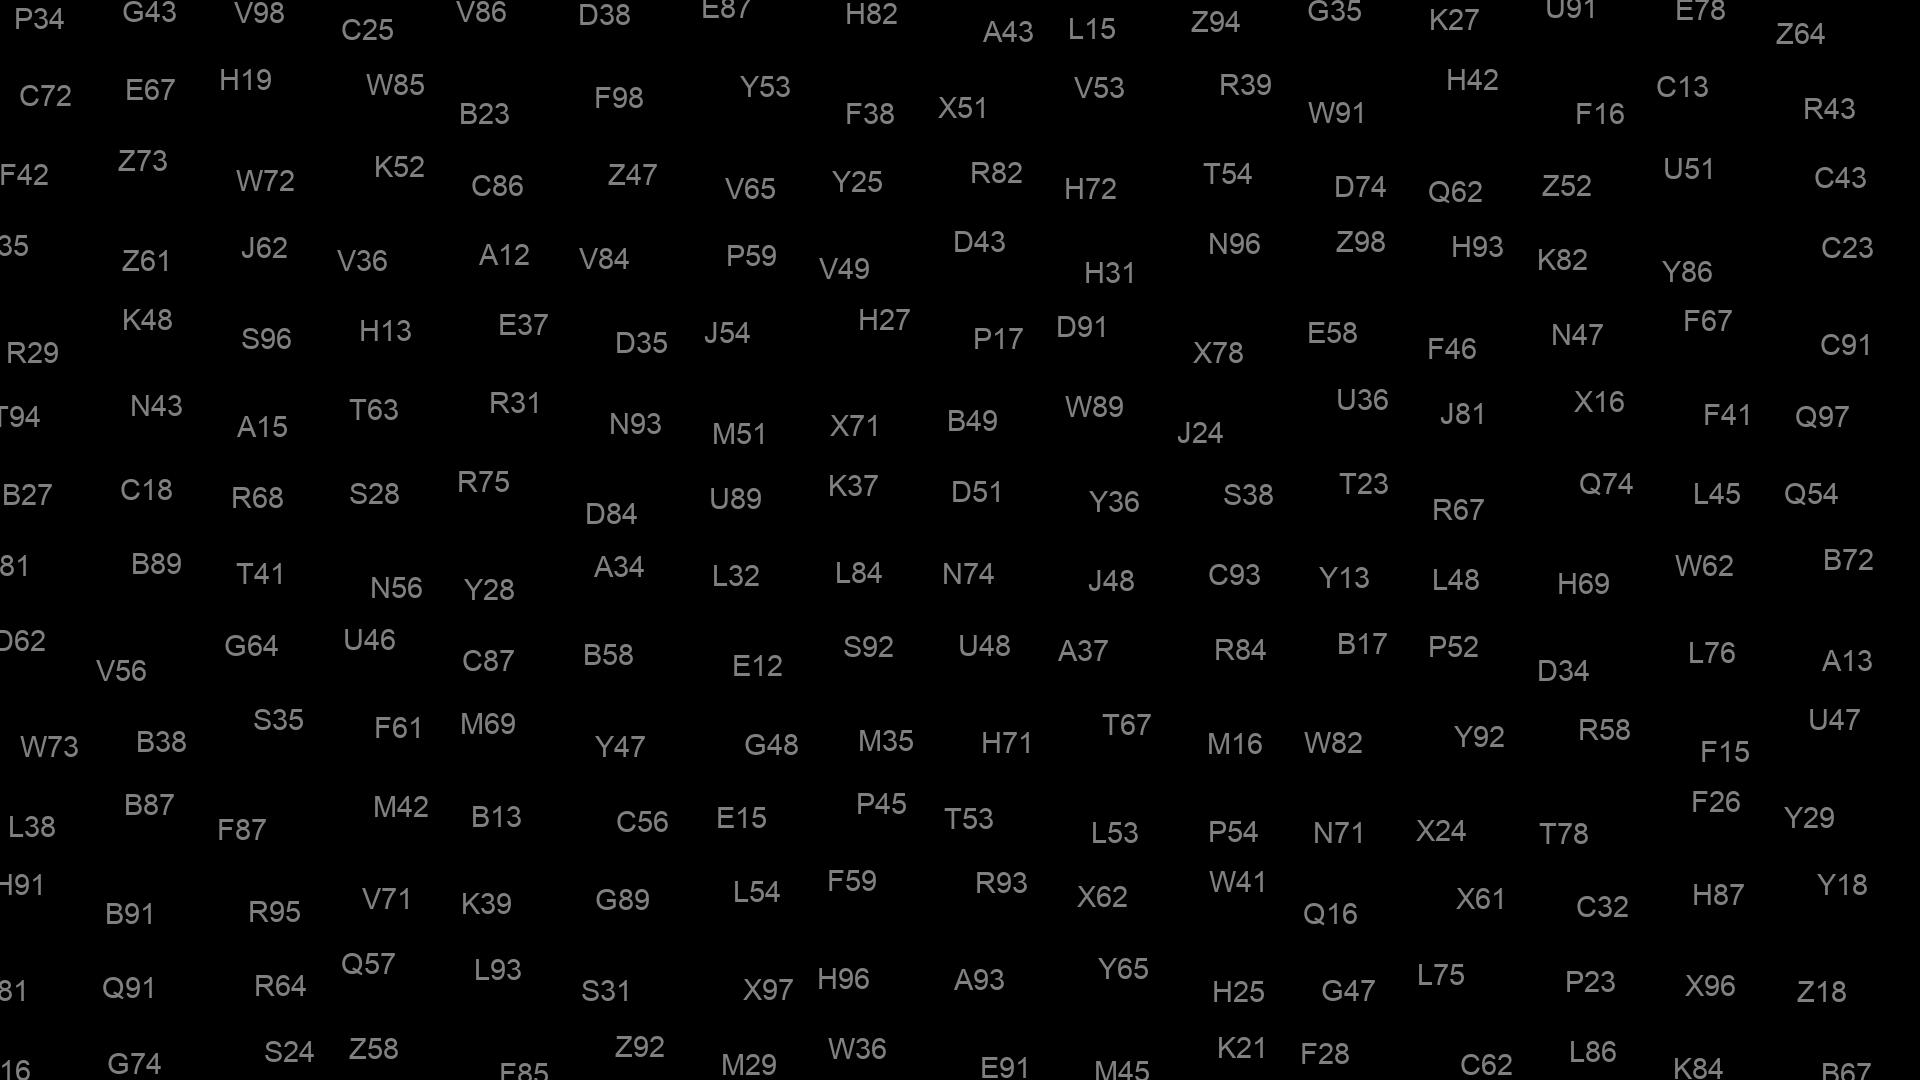 P34 G43 V98 C25 V86 D38 E87 H82 A43 L15 Z94 G35 K27 U91 E78 Z64
C72 E67 H19 W85 B23 F98 Y53 F38 X51 V53 R39 W91 H42 F16 C13 R43
F42 Z73 W72 K52 C86 Z47 V65 Y25 R82 H72 T54 D74 Q62 Z52 U51 C43
35 Z61 J62 V36 A12 V84 P59 V49 D43 H31 N96 Z98 H93 K82 Y86 C23
R29 K48 S96 H13 E37 D35 J54 H27 P17 D91 X78 E58 F46 N47 F67 C91
T94 N43 A15 T63 R31 N93 M51 X71 B49 W89 J24 U36 J81 X16 F41 Q97
B27 C18 R68 S28 R75 D84 U89 K37 D51 Y36 S38 T23 R67 Q74 L45 Q54
81 B89 T41 N56 Y28 A34 L32 L84 N74 J48 C93 Y13 L48 H69 W62 B72
D62 V56 G64 U46 C87 B58 E12 S92 U48 A37 R84 B17 P52 D34 L76 A13
W73 B38 S35 F61 M69 Y47 G48 M35 H71 T67 M16 W82 Y92 R58 F15 U47
L38 B87 F87 M42 B13 C56 E15 P45 T53 L53 P54 N71 X24 T78 F26 Y29
H91 B91 R95 V71 K39 G89 L54 F59 R93 X62 W41 Q16 X61 C32 H87 Y18
81 Q91 R64 Q57 L93 S31 X97 H96 A93 Y65 H25 G47 L75 P23 X96 Z18
16 G74 S24 Z58 Z92 M29 W36 E91 M45 K21 F28 C62 L86 K84 B67